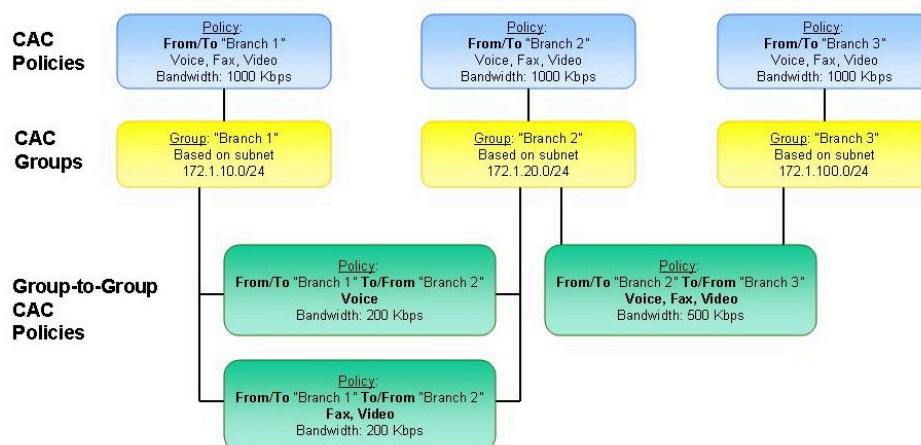 CAC
Policies
Policy:
From/To "Branch 1"
Voice, Fax, Video
Bandwidth: 1000 Kbps
Policy:
From/To "Branch 2"
Voice, Fax, Video
Bandwidth: 1000 Kbps
Policy:
From/To "Branch 3"
Voice, Fax, Video
Bandwidth: 1000 Kbps
CAC
Groups
Group: "Branch 1"
Based on subnet
172.1.10.0/24
Group: "Branch 2"
Based on subnet
172.1.20.0/24
Group: "Branch 3"
Based on subnet
172.1.100.0/24
Group-to-Group
CAC
Policies
Policy:
From/To "Branch 1" To/From "Branch 2"
Voice
Bandwidth: 200 Kbps
Policy:
From/To "Branch 2" To/From "Branch 3"
Voice, Fax, Video
Bandwidth: 500 Kbps
Policy:
From/To "Branch 1" To/From "Branch 2"
Fax, Video
Bandwidth: 200 Kbps